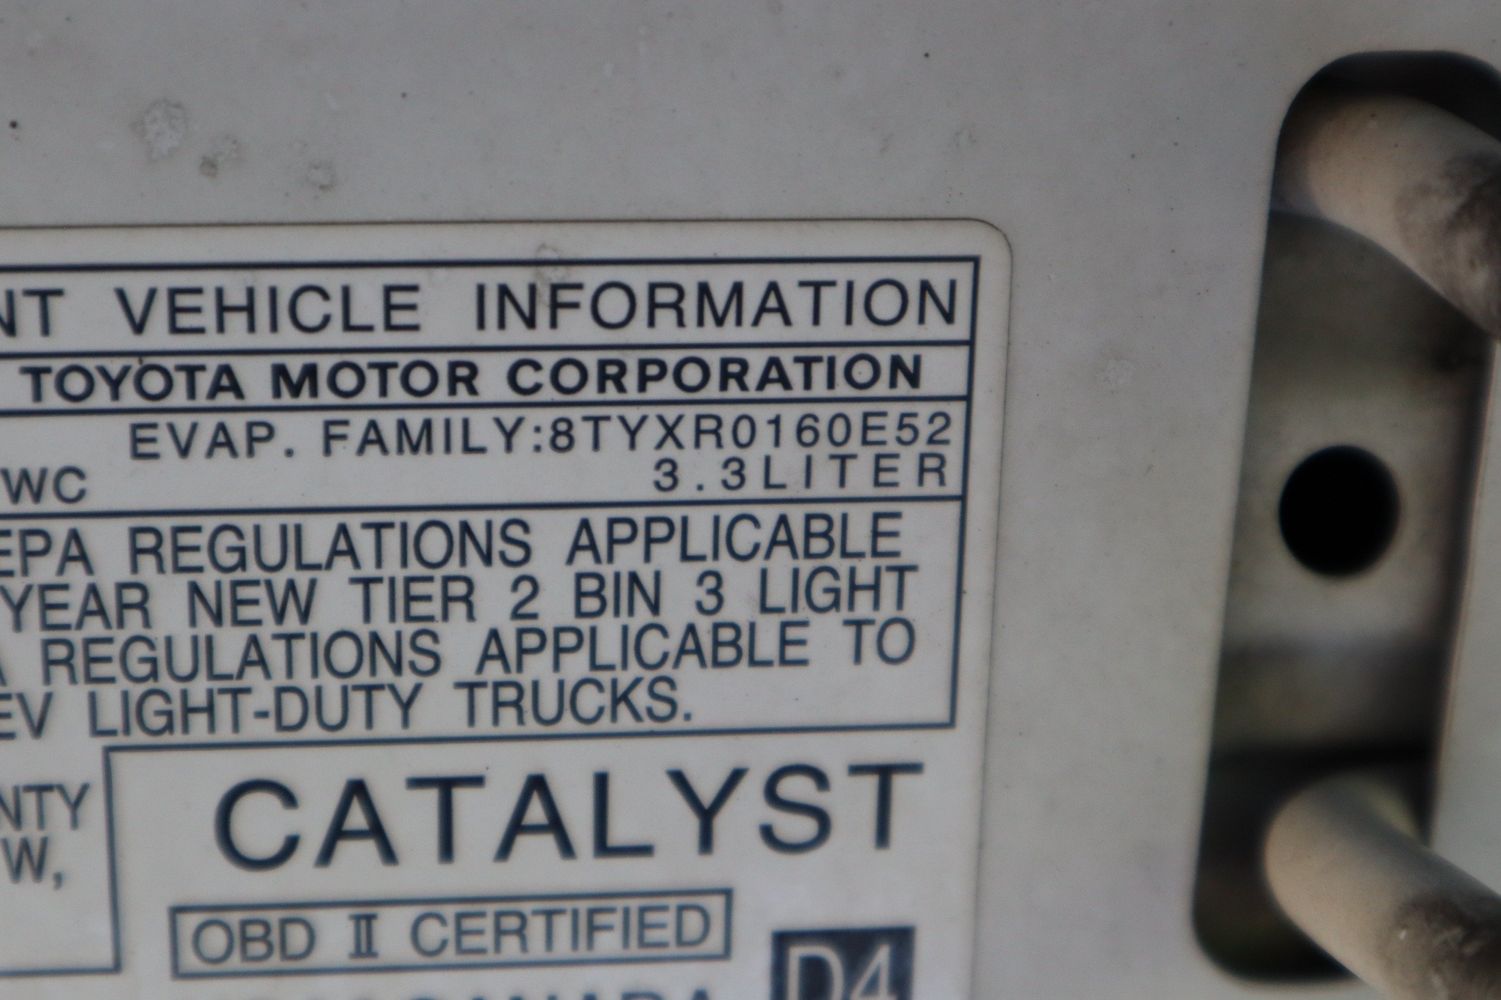 NT VEHICLE INFORMATION
TOYOTA MOTOR CORPORATION
EVAP. FAMILY:8TYXR0160E52
WC 3.3LITER
EPA REGULATIONS APPLICABLE
YEAR NEW TIER 2 BIN 3 LIGHT
REGULATIONS APPLICABLE TO
EV LIGHT-DUTY TRUCKS.
NTY
W,
CATALYST
OBD II CERTIFIED
D4